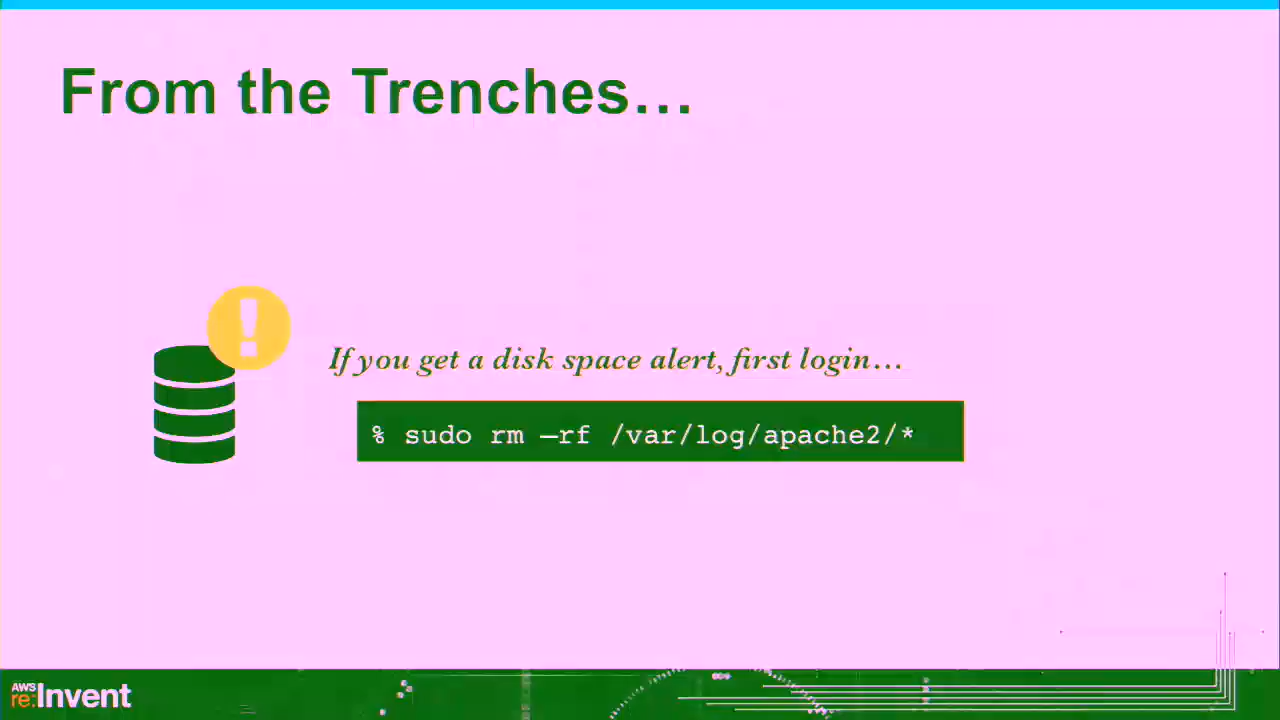 From the Trenches…
!
If you get a disk space alert, first login…
% sudo rm –rf /var/log/apache2/*
AWS
re:Invent